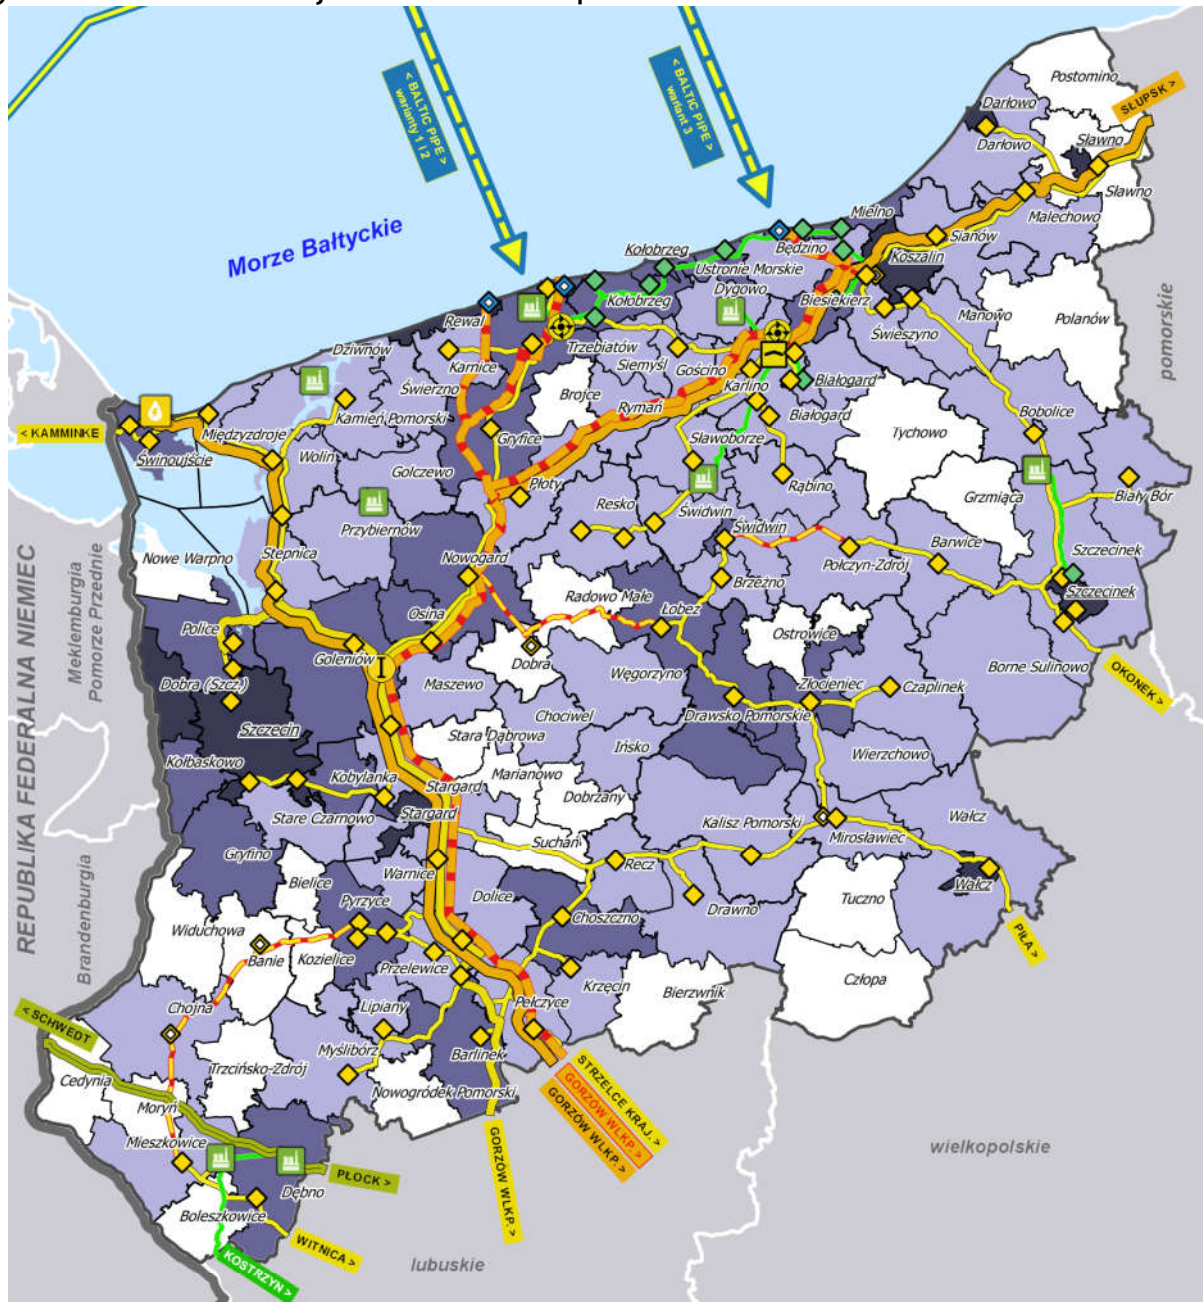 < BALTIC PIPE >
warianty 1 i 2
< BALTIC PIPE >
wariant 3
Morze Bałtyckie
Postomino
SŁUPSK >
Darłowo
Darłowo
Sławno
Sławno
Malechowo
Mielno
Sianów
Będzino
Koszalin
Kołobrzeg
Ustronie Morskie
Kołobrzeg
Dygowo
Biesiekierz
Manowo
Polanów
Świeszyno
pomorskie
Rewal
Trzebiatów
Dziwnów
Karnice
Siemyśl
Gościno
Świerzno
Brojce
Karlino
Białogard
Rymań
Kamień Pomorski
Białogard
Bobolice
< KAMMINKE
Międzyzdroje
Świnoujście
Wolin
Gryfice
Sławoborze
Tychowo
Golczewo
Rąbino
Grzmiąca
Biały Bór
Płoty
Resko
Świdwin
Świdwin
Przybiernów
Nowe Warpno
Stepnica
Nowogard
Barwice
Szczecinek
Połczyn-Zdrój
Brzeżno
Szczecinek
Radowo Małe
Łobez
Osina
Police
Ostrowice
Goleniów
Dobra
Węgorzyno
Borne Sulinowo
OKONEK >
Dobra (Szcz.)
Maszewo
Złocieniec
Czaplinek
Chociwel
Drawsko Pomorskie
Szczecin
Stara Dąbrowa
Ińsko
Wierzchowo
Kołbaskowo
Kobylanka
Marianowo
Stargard
Dobrzany
Stare Czarnowo
Stargard
Kalisz Pomorski
Wałcz
Suchań
Mirosławiec
Gryfino
Recz
Warnice
Bielice
Wałcz
Dolice
Tuczno
Pyrzyce
Drawno
Choszczno
Widuchowa
PIŁA >
Banie
Kozielice
Przelewice
Krzęcin
Człopa
Bierzwnik
Chojna
Lipiany
Pełczyce
< SCHWEDT
Myślibórz
Barlinek
Trzcińsko-Zdrój
Cedynia
Nowogródek Pomorski
Moryń
STRZELCE KRAJ. >
GORZÓW WLKP. >
GORZÓW WLKP. >
GORZÓW WLKP. >
Mieszkowice
PŁOCK >
Dębno
Boleszkowice
WITNICA >
KOSTRZYN >
lubuskie
wielkopolskie
REPUBLIKA FEDERALNA NIEMIEC
Meklemburgia
Pomorze Przednie
Brandenburgia